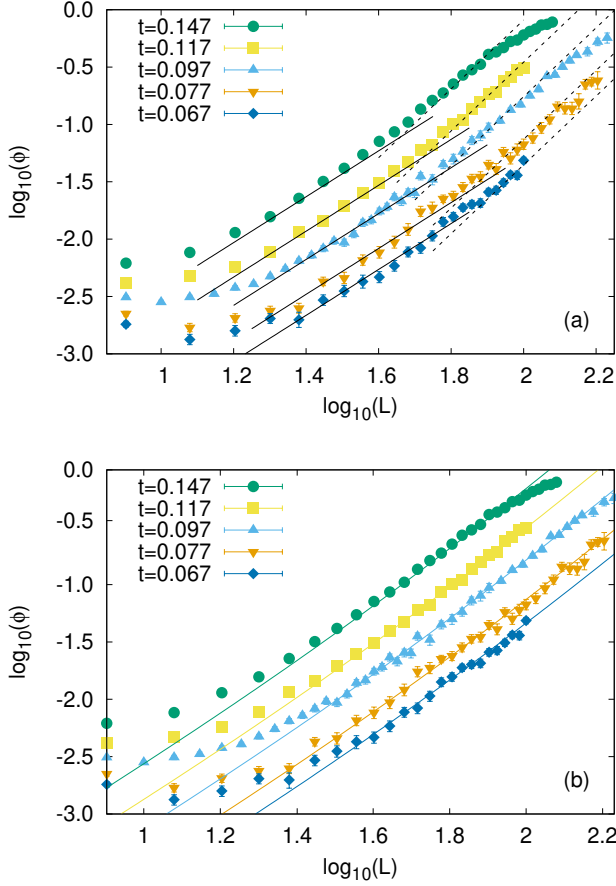 0.0
t=0.147
t=0.117
-0.5
t=0.097
t=0.077
-1.0
t=0.067
log10(ϕ)
-1.5
-2.0
-2.5
(a)
-3.0
1 1.2 1.4 1.6 1.8 2 2.2
log10(L)
0.0
t=0.147
t=0.117
-0.5
t=0.097
t=0.077
-1.0
t=0.067
log10(ϕ)
-1.5
-2.0
-2.5
(b)
-3.0
1 1.2 1.4 1.6 1.8 2 2.2
log10(L)